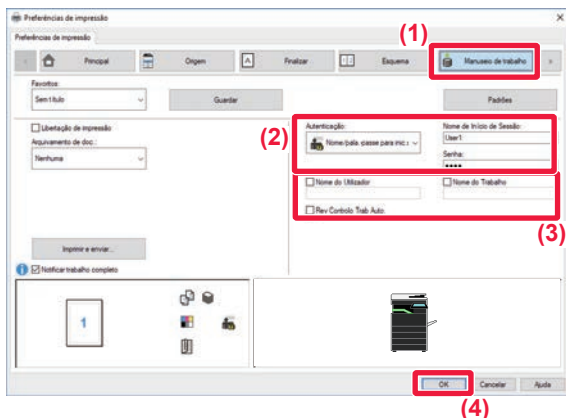 Preferências de impressão
Preferências de impressão
(1)
Principal
Origem
A
Finalizar
Esquema
Manuseio de trabalho
Favoritos:
Sem título
Guardar
Padrões
(2)
Libertação de impressão
Arquivamento de doc.:
Nenhuma
Autenticação:
Nome/pala.-passe para inic.s
Nome de Início de Sessão:
User1
Senha:
••••
Nome do Utilizador
Nome do Trabalho
Rev Controlo Trab Auto.
(3)
Imprimir e enviar...
Notificar trabalho completo
1
OK
Cancelar
Ajuda
(4)